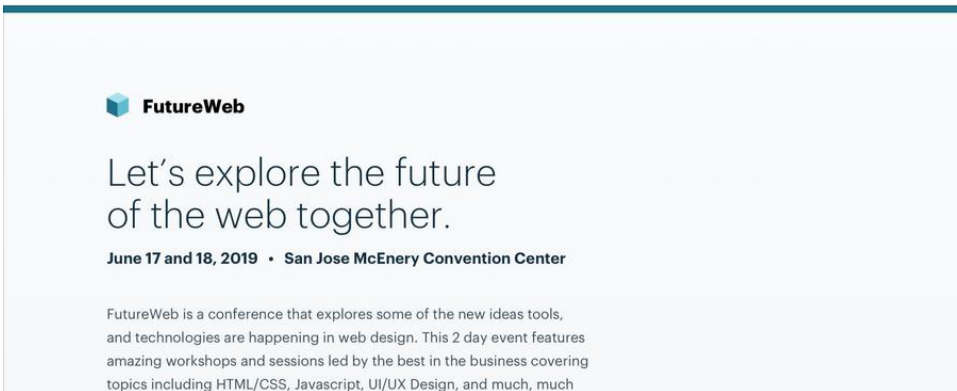 FutureWeb
Let’s explore the future
of the web together.
June 17 and 18, 2019 • San Jose McEnery Convention Center
FutureWeb is a conference that explores some of the new ideas tools,
and technologies are happening in web design. This 2 day event features
amazing workshops and sessions led by the best in the business covering
topics including HTML/CSS, Javascript, UI/UX Design, and much, much